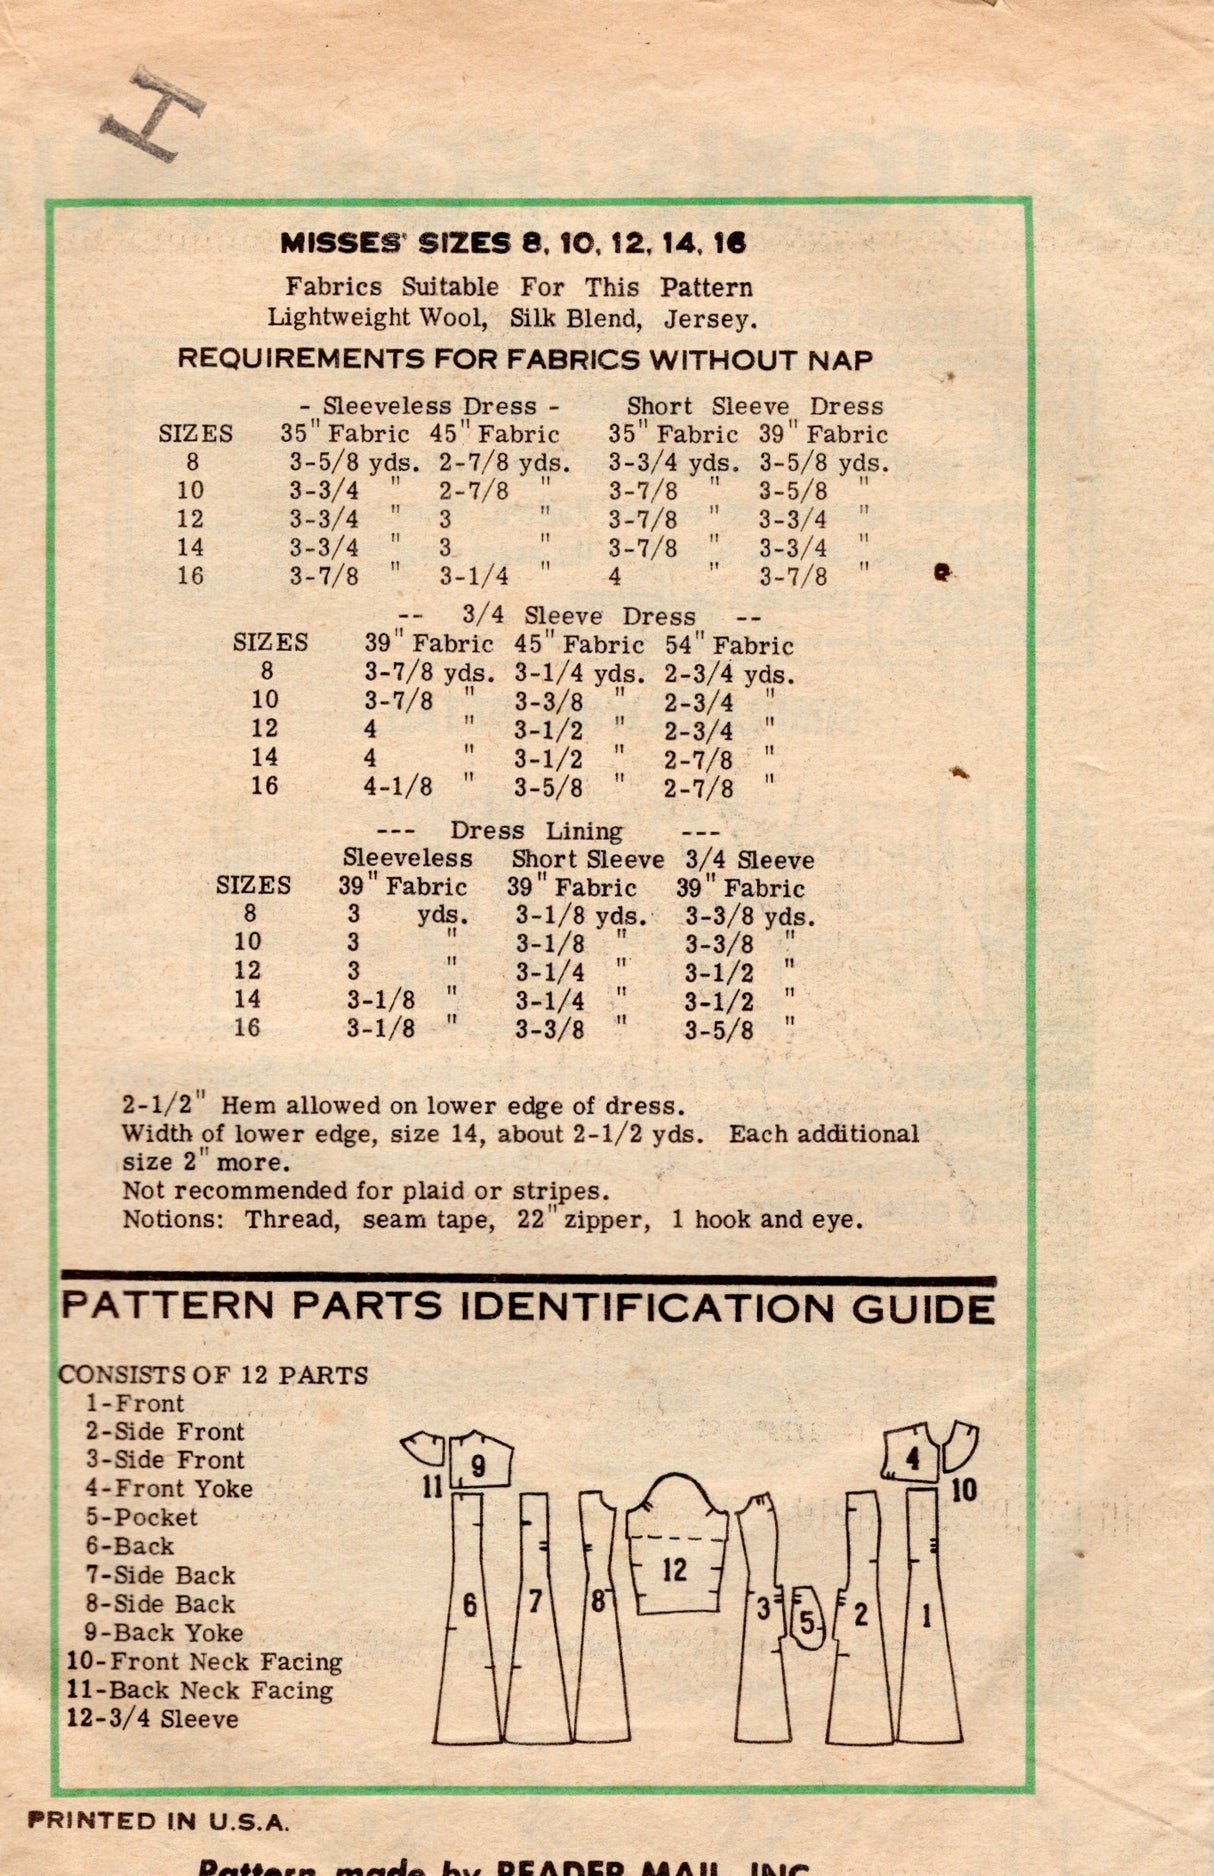 H
MISSES' SIZES 8, 10, 12, 14, 16
Fabrics Suitable For This Pattern
Lightweight Wool, Silk Blend, Jersey.
REQUIREMENTS FOR FABRICS WITHOUT NAP
- Sleeveless Dress - Short Sleeve Dress
SIZES 35" Fabric 45" Fabric 35" Fabric 39" Fabric
8 3-5/8 yds. 2-7/8 yds. 3-3/4 yds. 3-5/8 yds.
10 3-3/4 " 2-7/8 " 3-7/8 " 3-5/8 "
12 3-3/4 " 3 " 3-7/8 " 3-3/4 "
14 3-3/4 " 3 " 3-7/8 " 3-3/4 "
16 3-7/8 " 3-1/4 " 4 " 3-7/8 "
-- 3/4 Sleeve Dress --
SIZES 39" Fabric 45" Fabric 54" Fabric
8 3-7/8 yds. 3-1/4 yds. 2-3/4 yds.
10 3-7/8 " 3-3/8 " 2-3/4 "
12 4 " 3-1/2 " 2-3/4 "
14 4 " 3-1/2 " 2-7/8 "
16 4-1/8 " 3-5/8 " 2-7/8 "
--- Dress Lining ---
Sleeveless Short Sleeve 3/4 Sleeve
SIZES 39" Fabric 39" Fabric 39" Fabric
8 3 yds. 3-1/8 yds. 3-3/8 yds.
10 3 " 3-1/8 " 3-3/8 "
12 3 " 3-1/4 " 3-1/2 "
14 3-1/8 " 3-1/4 " 3-1/2 "
16 3-1/8 " 3-3/8 " 3-5/8 "
2-1/2" Hem allowed on lower edge of dress.
Width of lower edge, size 14, about 2-1/2 yds. Each additional
size 2" more.
Not recommended for plaid or stripes.
Notions: Thread, seam tape, 22" zipper, 1 hook and eye.
PATTERN PARTS IDENTIFICATION GUIDE
CONSISTS OF 12 PARTS
1-Front
2-Side Front
3-Side Front
4-Front Yoke
5-Pocket
6-Back
7-Side Back
8-Side Back
9-Back Yoke
10-Front Neck Facing
11-Back Neck Facing
12-3/4 Sleeve
9 4
11 10
12
6 7 8 3 5 2 1
PRINTED IN U.S.A.
Pattern made by READER MAIL, INC.